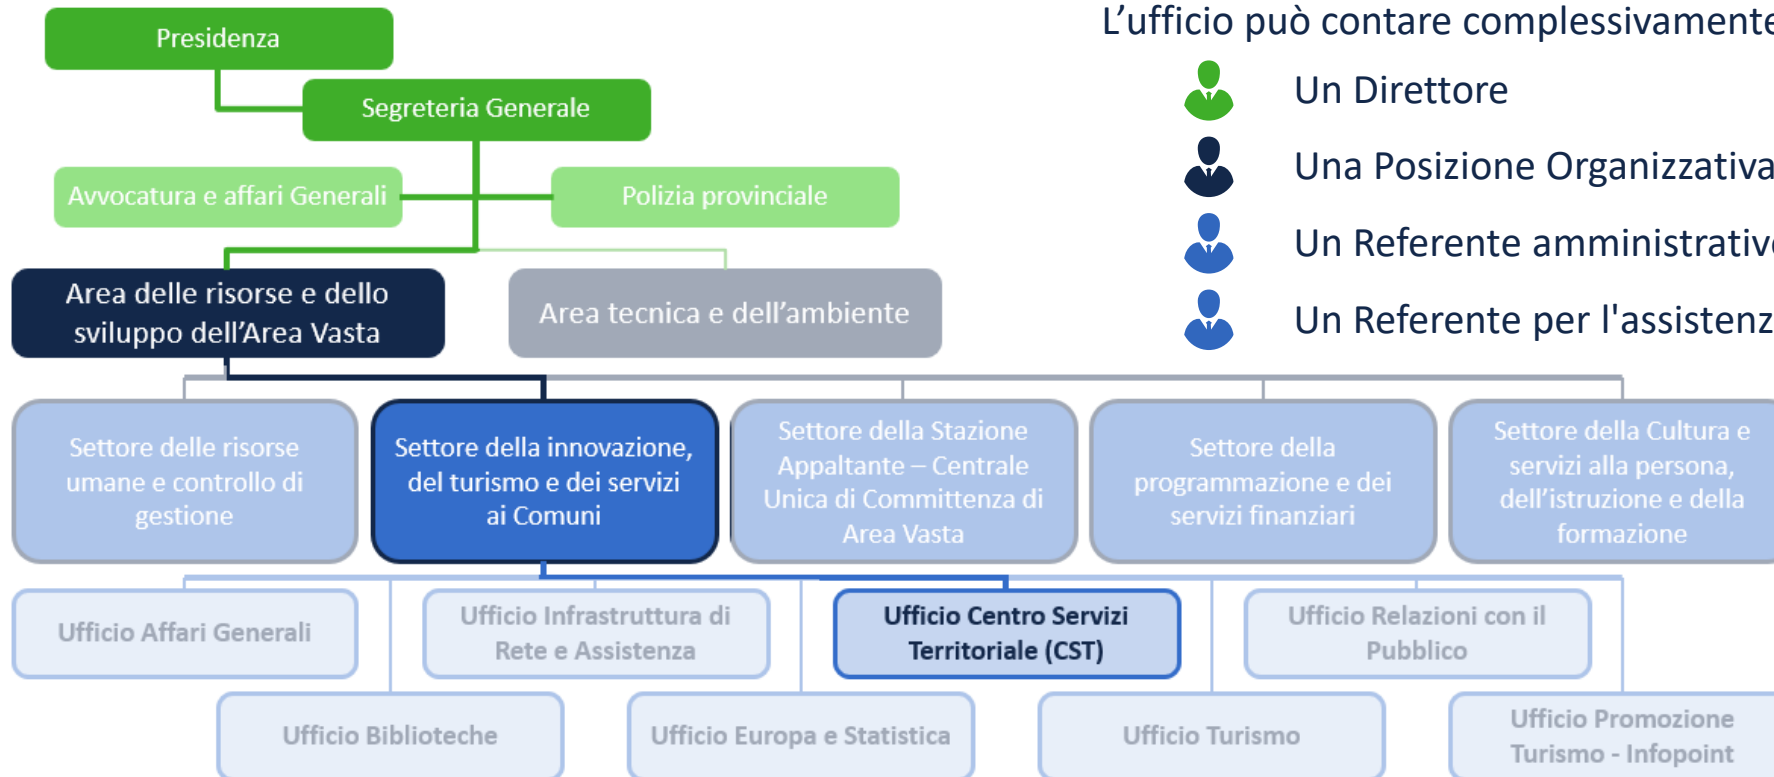 Presidenza
Segreteria Generale
Avvocatura e affari Generali
Polizia provinciale
Area delle risorse e dello
sviluppo dell'Area Vasta
Area tecnica e dell'ambiente
L'ufficio può contare complessivamente
Un Direttore
Una Posizione Organizzativa
Un Referente amministrativo
Un Referente per l'assistenz
Settore delle risorse
umane e controllo di
gestione
Settore della innovazione,
del turismo e dei servizi
ai Comuni
Settore della Stazione
Appaltante – Centrale
Unica di Committenza di
Area Vasta
Settore della
programmazione e dei
servizi finanziari
Settore della Cultura e
servizi alla persona,
dell'istruzione e della
formazione
Ufficio Affari Generali
Ufficio Infrastruttura di
Rete e Assistenza
Ufficio Centro Servizi
Territoriale (CST)
Ufficio Relazioni con il
Pubblico
Ufficio Biblioteche
Ufficio Europa e Statistica
Ufficio Turismo
Ufficio Promozione
Turismo - Infopoint